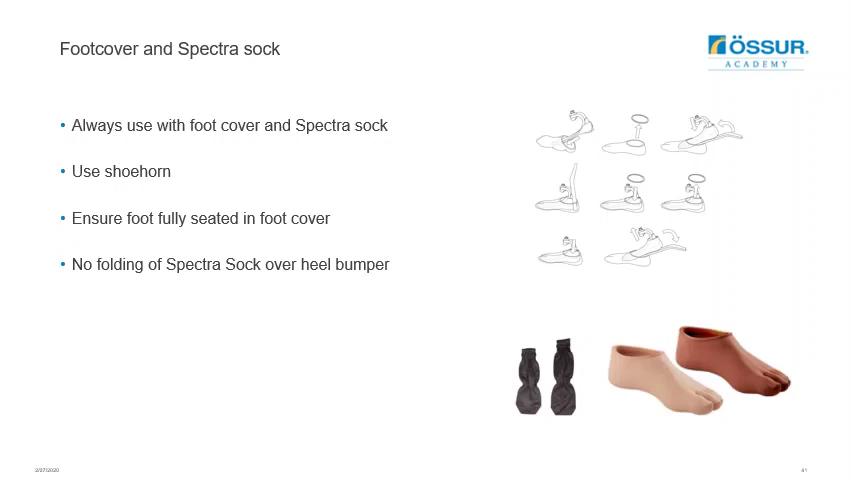 Footcover and Spectra sock
ÖSSUR®
ACADEMY
• Always use with foot cover and Spectra sock
• Use shoehorn
• Ensure foot fully seated in foot cover
• No folding of Spectra Sock over heel bumper
2/27/2020
41